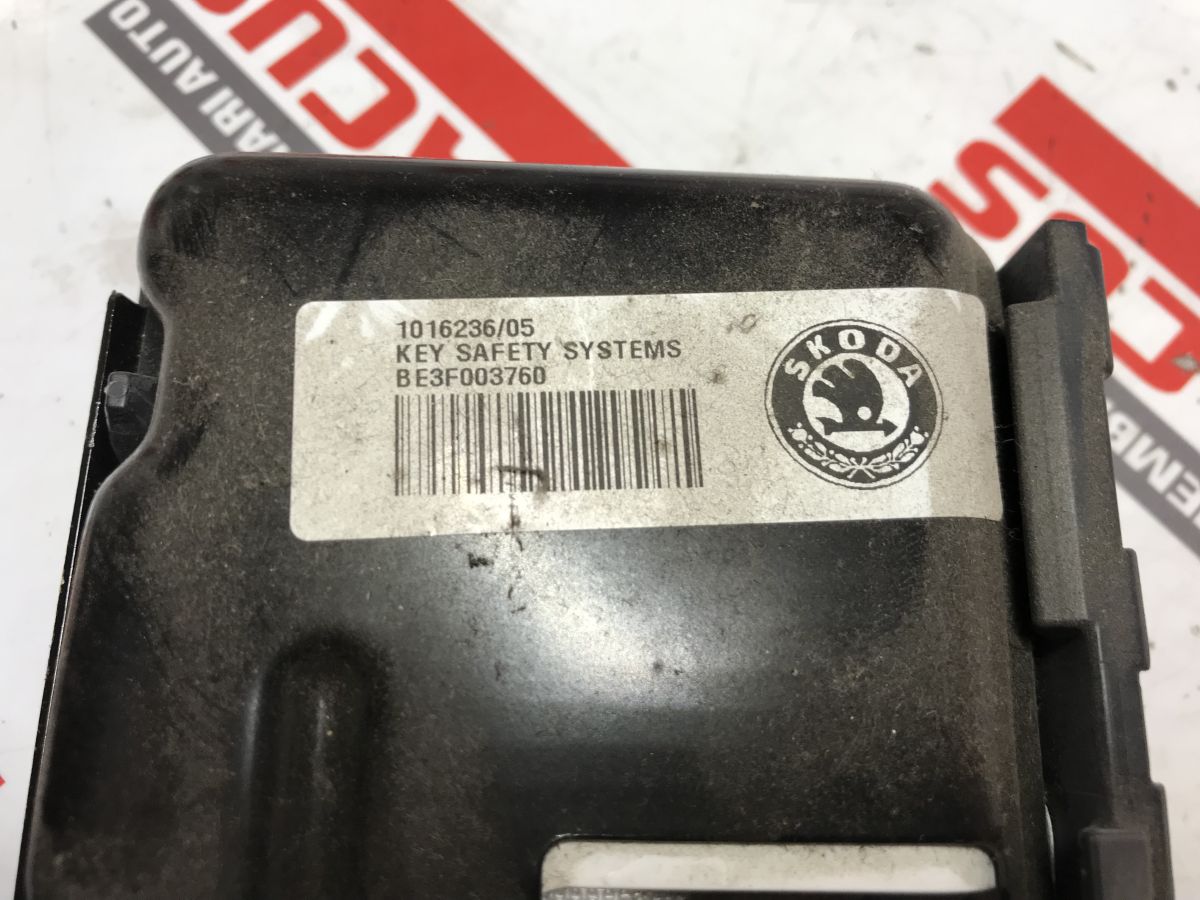 1016236/05
KEY SAFETY SYSTEMS
BE3F003760
SKODA